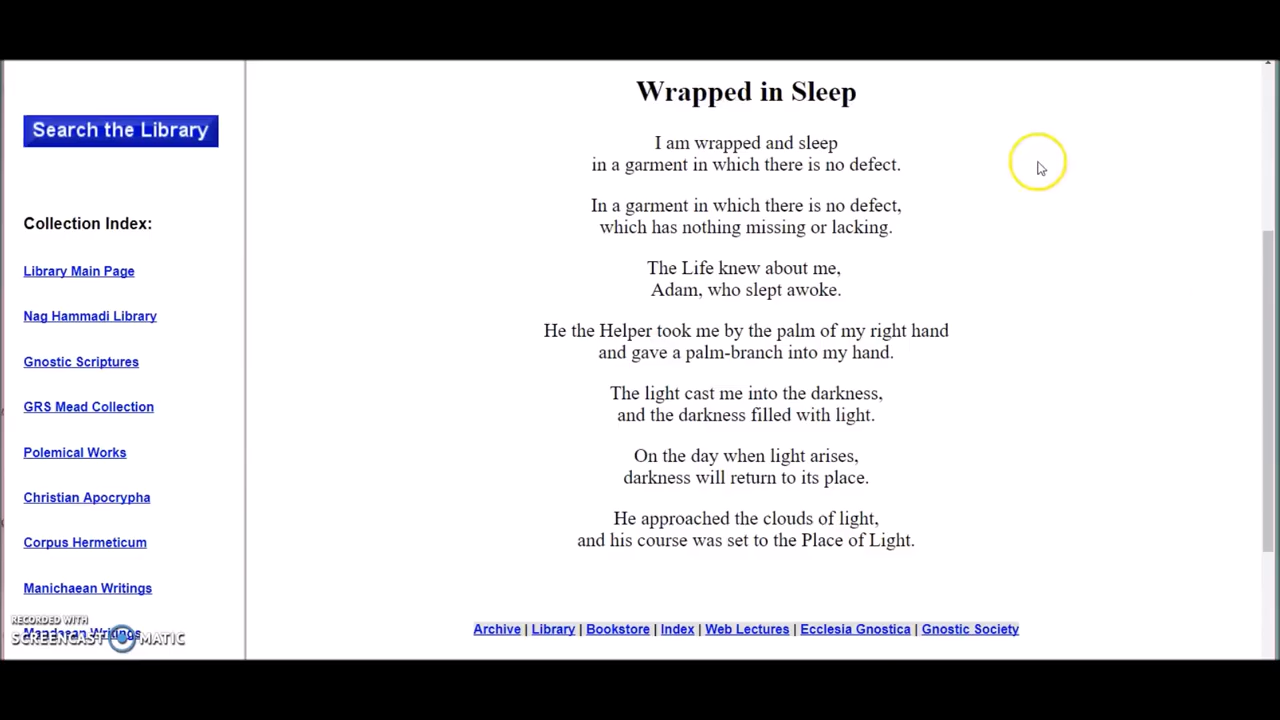 Search the Library
Collection Index:
Library Main Page
Nag Hammadi Library
Gnostic Scriptures
GRS Mead Collection
Polemical Works
Christian Apocrypha
Corpus Hermeticum
Manichaean Writings
Mandaean Writings
RECORDED WITH
SCREENCAST MATIC
Wrapped in Sleep
I am wrapped and sleep
in a garment in which there is no defect.
In a garment in which there is no defect,
which has nothing missing or lacking.
The Life knew about me,
Adam, who slept awoke.
He the Helper took me by the palm of my right hand
and gave a palm-branch into my hand.
The light cast me into the darkness,
and the darkness filled with light.
On the day when light arises,
darkness will return to its place.
He approached the clouds of light,
and his course was set to the Place of Light.
Archive | Library | Bookstore | Index | Web Lectures | Ecclesia Gnostica | Gnostic Society